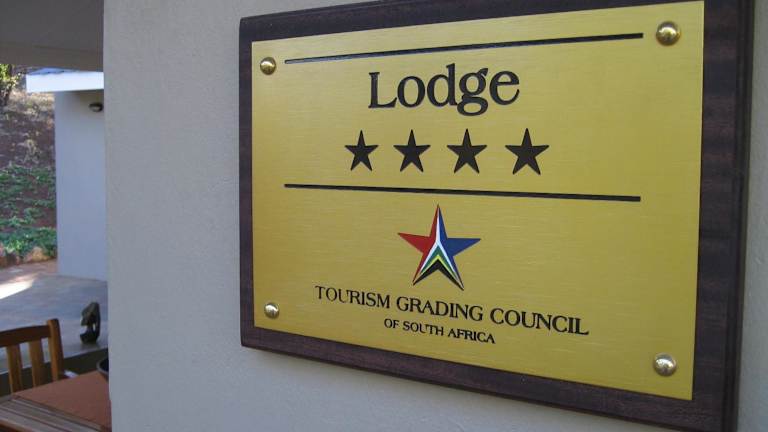 Lodge
★★★★
TOURISM GRADING COUNCIL
OF SOUTH AFRICA